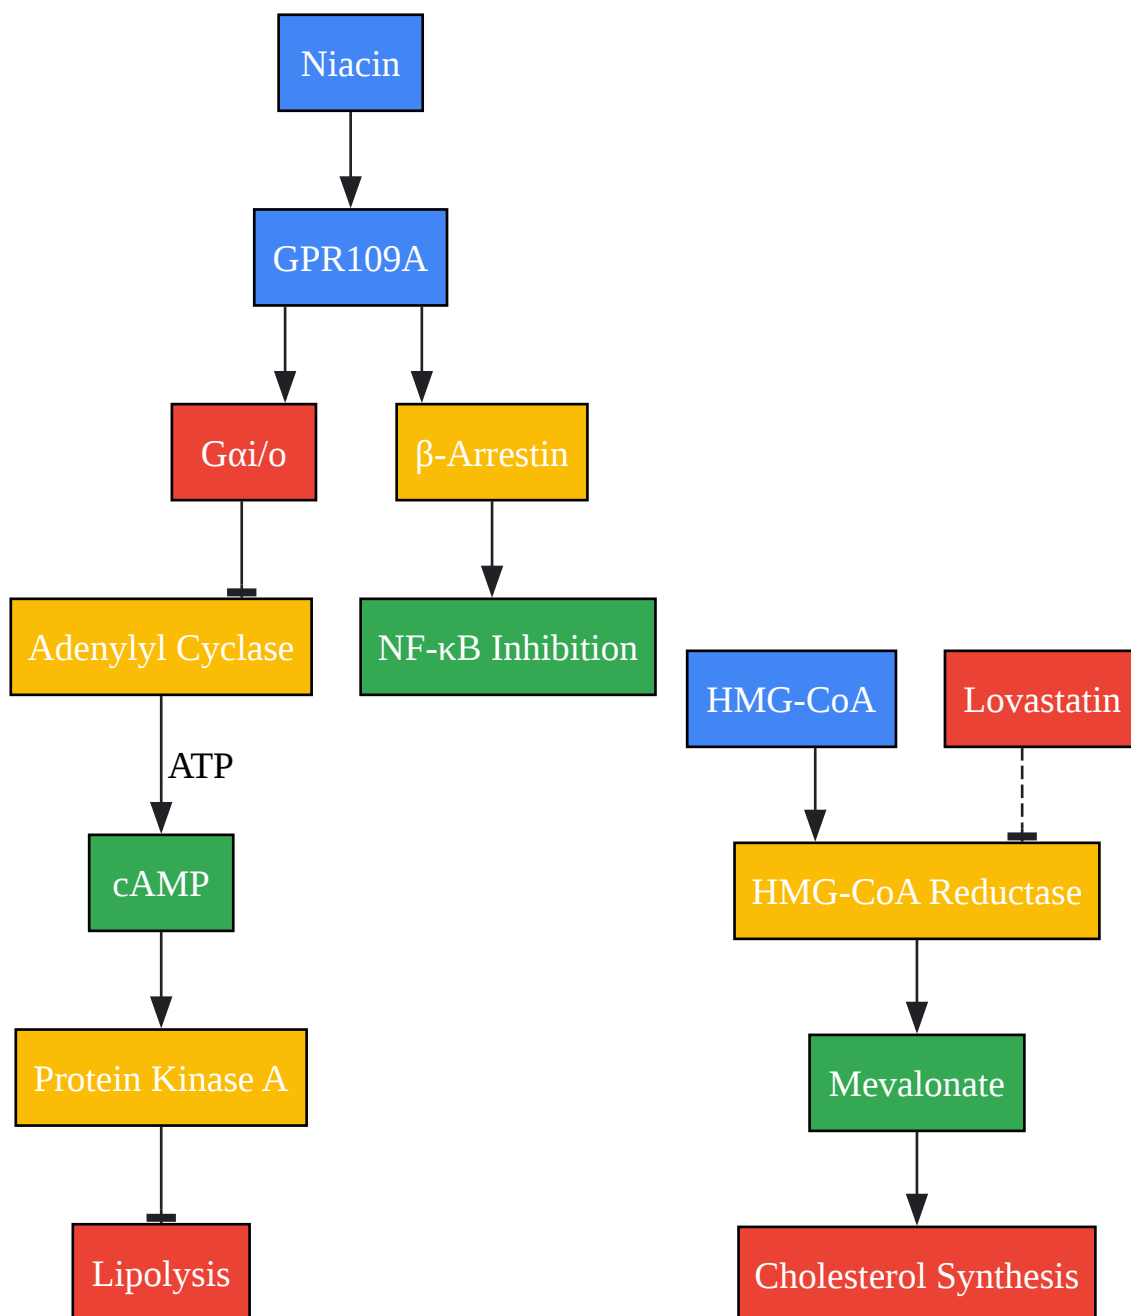 Niacin
GPR109A
Gαi/o
β-Arrestin
Adenylyl Cyclase
NF-κB Inhibition
ATP
cAMP
Protein Kinase A
Lipolysis
HMG-CoA
Lovastatin
HMG-CoA Reductase
Mevalonate
Cholesterol Synthesis